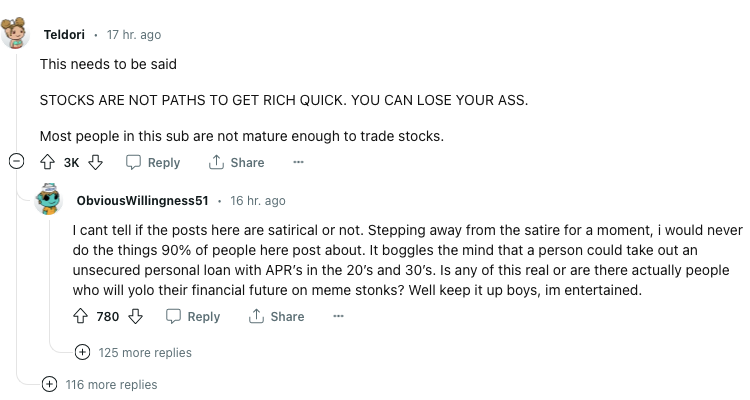 Teldori • 17 hr. ago
This needs to be said
STOCKS ARE NOT PATHS TO GET RICH QUICK. YOU CAN LOSE YOUR ASS.
Most people in this sub are not mature enough to trade stocks.
3K Reply Share ...
ObviousWillingness51 • 16 hr. ago
I cant tell if the posts here are satirical or not. Stepping away from the satire for a moment, i would never
do the things 90% of people here post about. It boggles the mind that a person could take out an
unsecured personal loan with APR's in the 20's and 30's. Is any of this real or are there actually people
who will yolo their financial future on meme stonks? Well keep it up boys, im entertained.
780 Reply Share ...
125 more replies
116 more replies